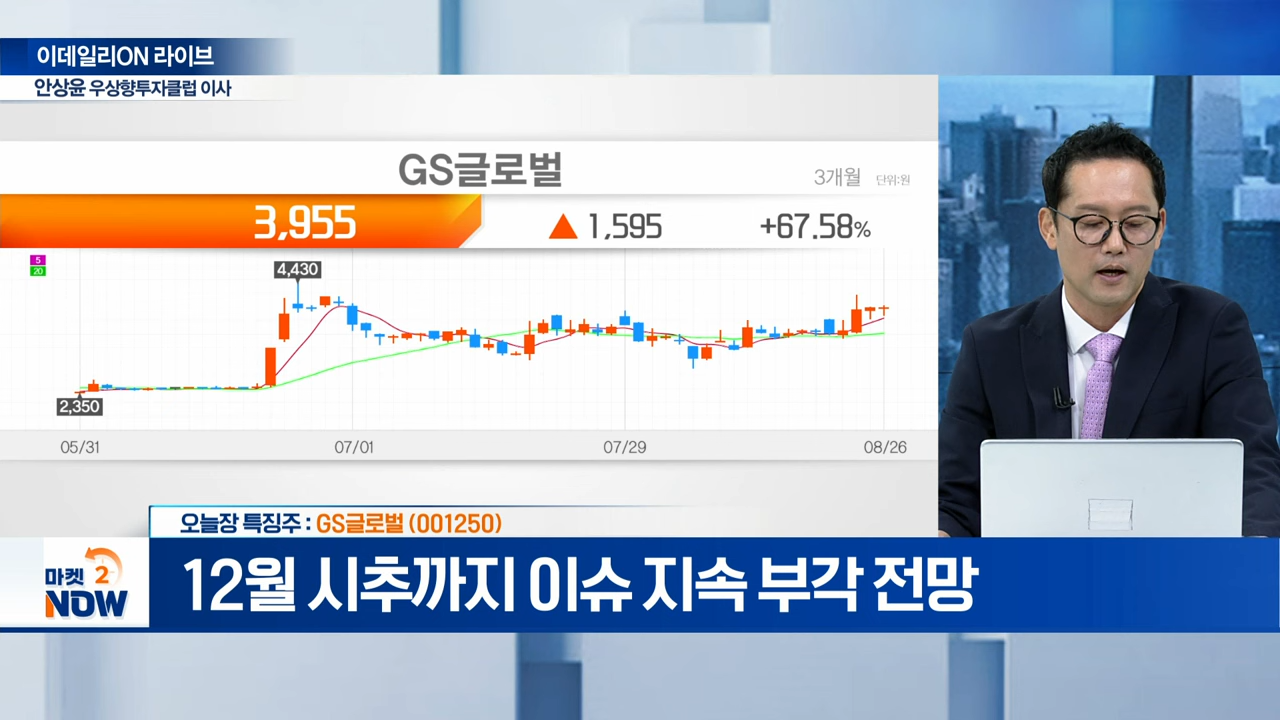 이데일리ON 라이브
안상윤 우상향투자클럽 이사
GS글로벌
3개월 단위:원
3,955 ▲ 1,595 +67.58%
5
20
4,430
2,350
05/31 07/01 07/29 08/26
오늘장 특징주 : GS글로벌 (001250)
마켓 2
NOW
12월 시추까지 이슈 지속 부각 전망